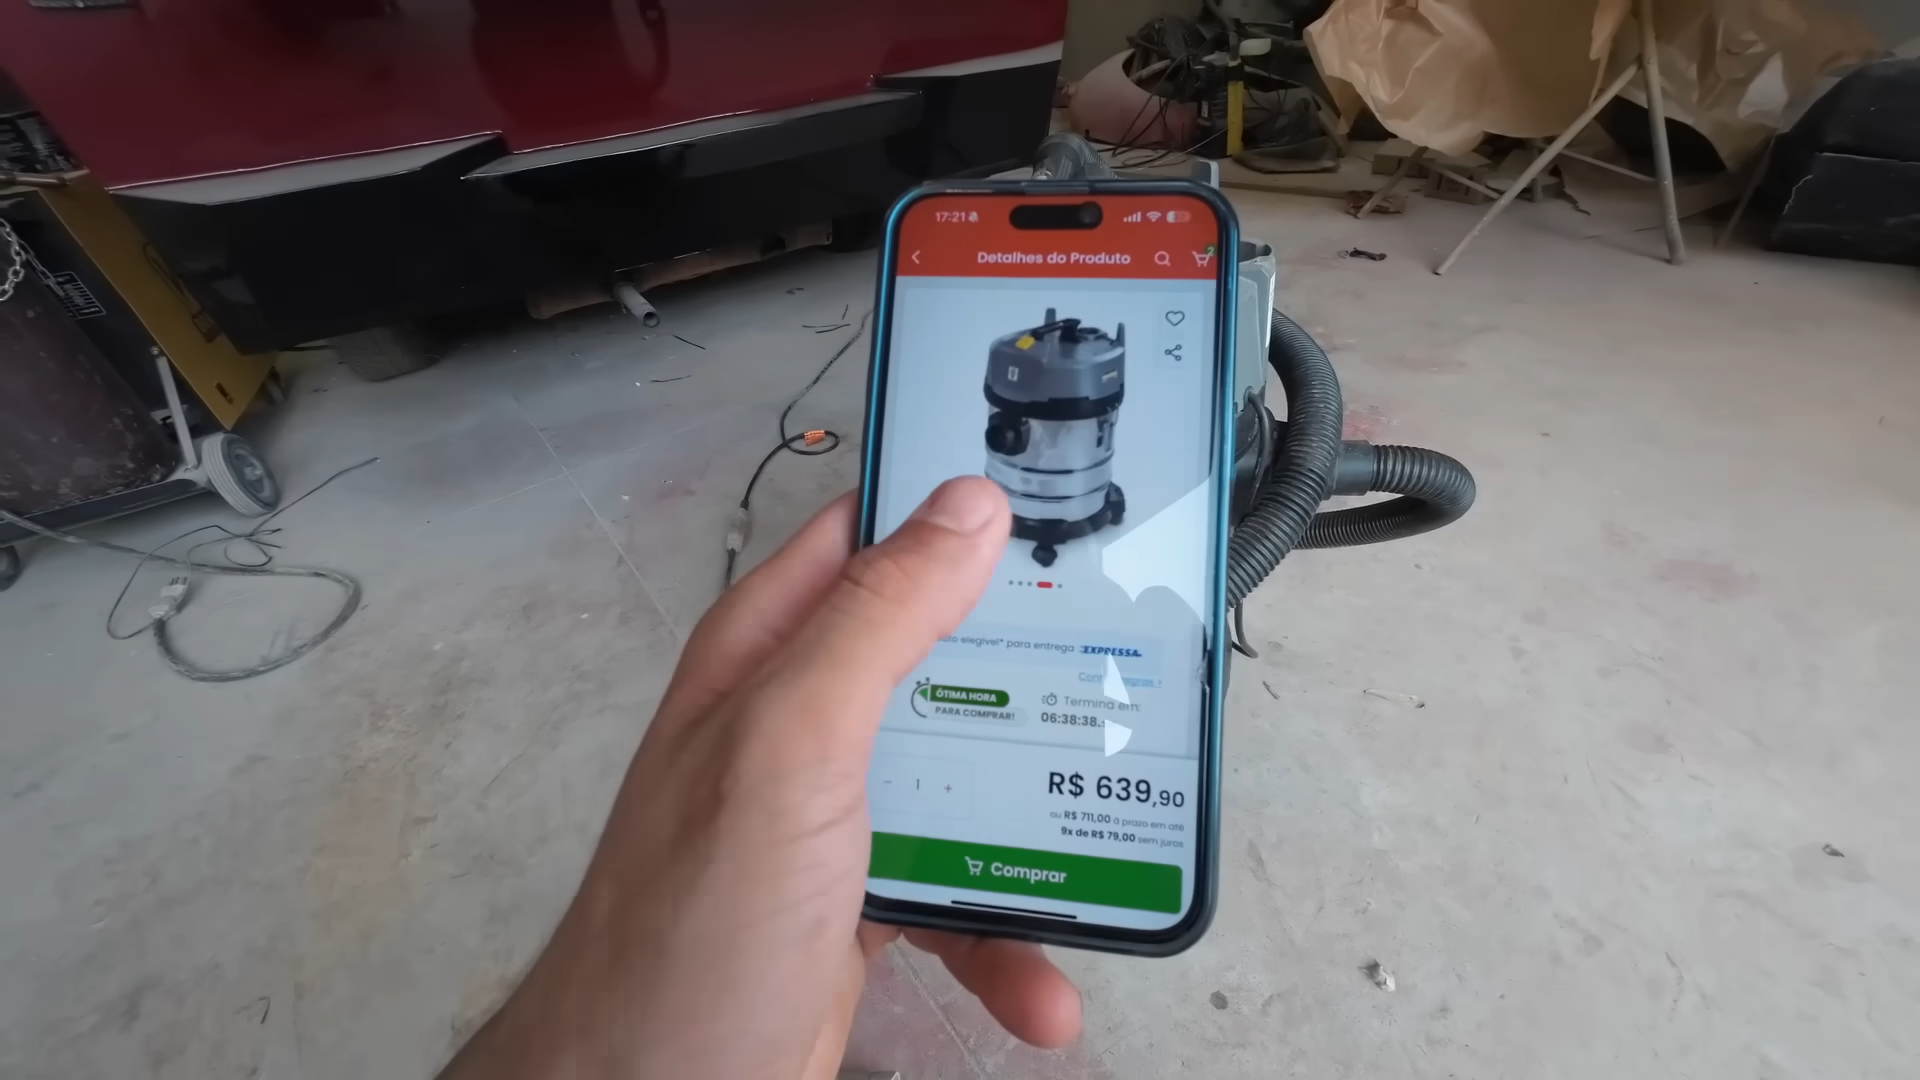 17:21
Detalhes do Produto
2
elegível* para entrega EXPRESSA
ÓTIMA HORA
PARA COMPRAR!
Termina em:
06:38:38.
- 1 +
R$ 639,90
ou R$ 711,00 à prazo em até
9x de R$ 79,00 sem juros
Comprar